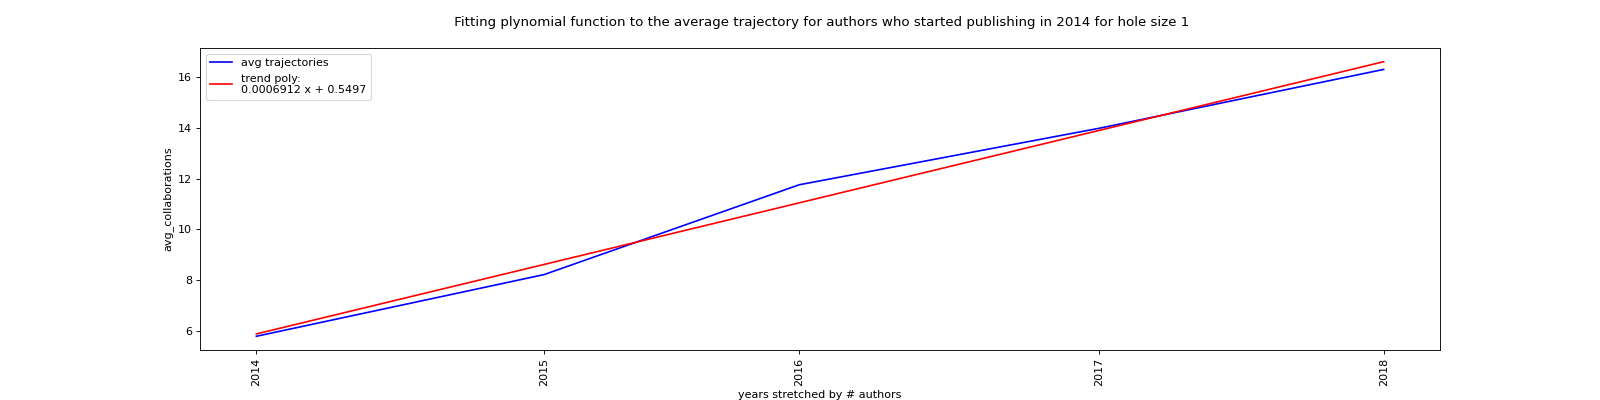 Fitting plynomial function to the average trajectory for authors who started publishing in 2014 for hole size 1
avg trajectories
trend poly:
0.0006912 x + 0.5497
16
14
12
10
8
6
avg_collaborations
2014
2015
2016
2017
2018
years stretched by # authors